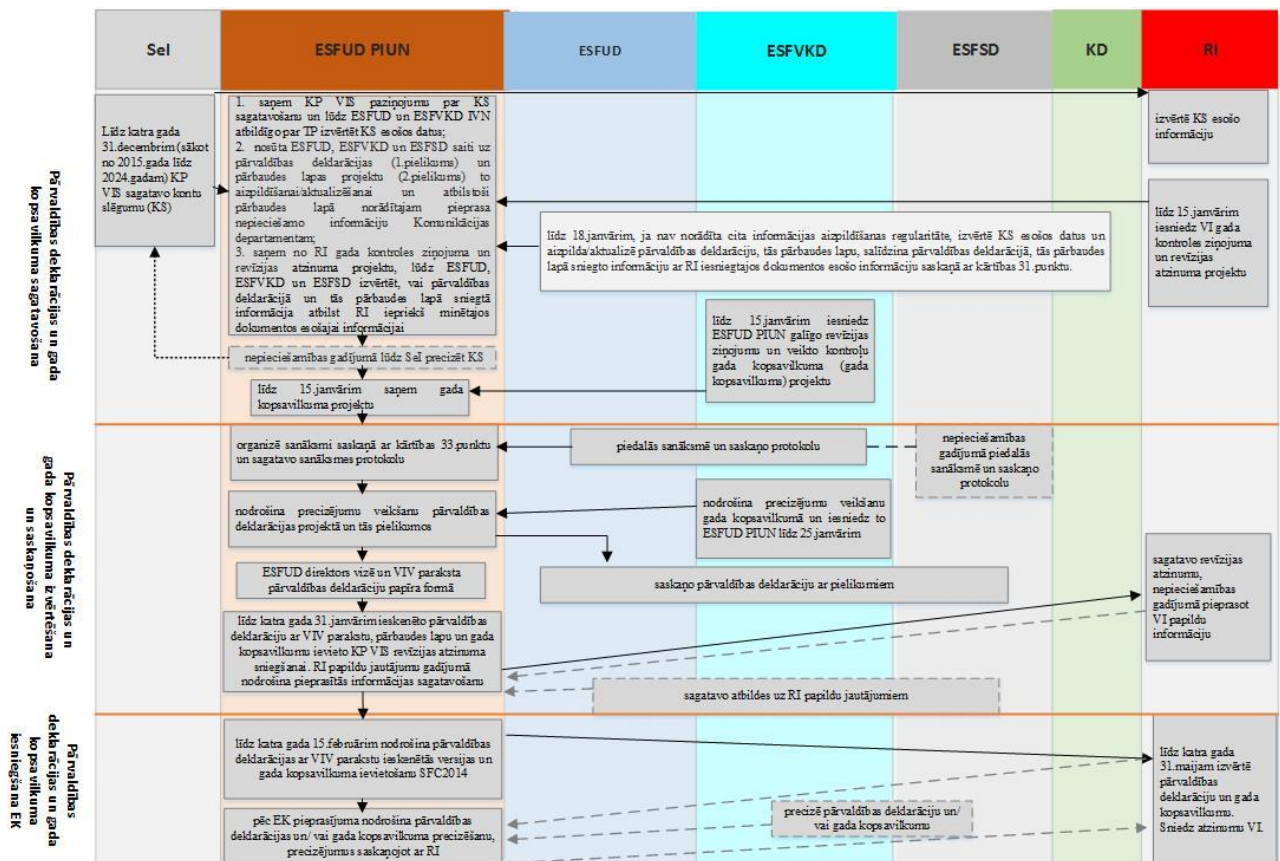 Sel
ESFUD PIUN
ESFUD
ESFVKD
ESFSD
KD
RI
Pārvaldības deklarācijas un gada
kopsavilkuma sagatavošana
Līdz katra gada
31.decembrim (sākot
no 2015.gada līdz
2024.gadam) KP
VIS sagatavo kontu
slēgumu (KS)
1. saņem KP VIS paziņojumu par KS
sagatavošanu un lūdz ESFUD un ESFVKD IVN
atbildīgo par TP izvērtēt KS esošos datus;
2. nosūta ESFUD, ESFVKD un ESFSD saiti uz
pārvaldības deklarācijas (1.pielikums) un
pārbaudes lapas projektu (2.pielikums) to
aizpildīšanai/aktualizēšanai un atbilstoši
pārbaudes lapā norādītajam pieprasa
nepieciešamo informāciju Komunikācijas
departamentam;
3. saņem no RI gada kontroles ziņojuma un
revīzijas atzinuma projektu, lūdz ESFUD,
ESFVKD un ESFSD izvērtēt, vai pārvaldības
deklarācijā un tās pārbaudes lapā sniegtā
informācija atbilst RI iepriekš minētajos
dokumentos esošajai informācijai
nepieciešamības gadījumā lūdz Sel precizēt KS
līdz 15.janvārim saņem gada
kopsavilkuma projektu
līdz 18.janvārim, ja nav norādīta cita informācijas aizpildīšanas regularitāte, izvērtē KS esošos datus un
aizpilda/aktualizē pārvaldības deklarāciju, tās pārbaudes lapu, salīdzina pārvaldības deklarācijā, tās pārbaudes
lapā sniegto informāciju ar RI iesniegtajos dokumentos esošo informāciju saskaņā ar kārtības 31.punktu.
līdz 15.janvārim iesniedz
ESFUD PIUN galīgo revīzijas
ziņojumu un veikto kontroļu
gada kopsavilkuma (gada
kopsavilkums) projektu
izvērtē KS esošo
informāciju
līdz 15.janvārim
iesniedz VI gada
kontroles ziņojuma
un revīzijas
atzinuma projektu
Pārvaldības deklarācijas un
gada kopsavilkuma izvērtēšana
un saskaņošana
organizē sanāksmi saskaņā ar kārtības 33.punktu
un sagatavo sanāksmes protokolu
piedalās sanāksmē un saskaņo protokolu
nepieciešamības
gadījumā piedalās
sanāksmē un saskaņo
protokolu
nodrošina precizējumu veikšanu pārvaldības
deklarācijas projektā un tās pielikumos
nodrošina precizējumu veikšanu
gada kopsavilkumā un iesniedz to
ESFUD PIUN līdz 25.janvārim
ESFUD direktors vizē un VIV paraksta
pārvaldības deklarāciju papīra formā
saskaņo pārvaldības deklarāciju ar pielikumiem
līdz katra gada 31.janvārim ieskenēto pārvaldības
deklarāciju ar VIV parakstu, pārbaudes lapu un gada
kopsavilkumu ievieto KP VIS revīzijas atzinuma
sniegšanai. RI papildu jautājumu gadījumā
nodrošina pieprasītās informācijas sagatavošanu
sagatavo atbildes uz RI papildu jautājumiem
sagatavo revīzijas
atzinumu,
nepieciešamības
gadījumā pieprasot
VI papildu
informāciju
Pārvaldības
deklarācijas un gada
kopsavilkuma
iesniegšana EK
līdz katra gada 15.februārim nodrošina pārvaldības
deklarācijas ar VIV parakstu ieskenētās versijas un
gada kopsavilkuma ievietošanu SFC2014
pēc EK pieprasījuma nodrošina pārvaldības
deklarācijas un/ vai gada kopsavilkuma precizēšanu,
precizējumus saskaņojot ar RI
precizē pārvaldības deklarāciju un/
vai gada kopsavilkumu
līdz katra gada
31.maijam izvērtē
pārvaldības
deklarāciju un gada
kopsavilkumu.
Sniedz atzinumu VI.